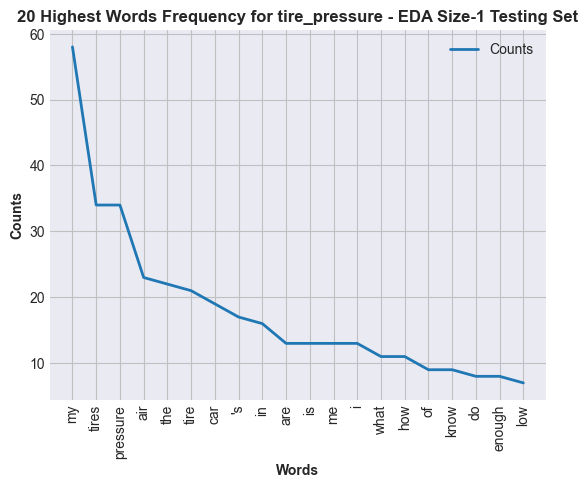 20 Highest Words Frequency for tire_pressure - EDA Size-1 Testing Set
Counts
60
50
40
30
20
10
Counts
my
tires
pressure
air
the
tire
car
's
in
are
is
me
i
what
how
of
know
do
enough
low
Words